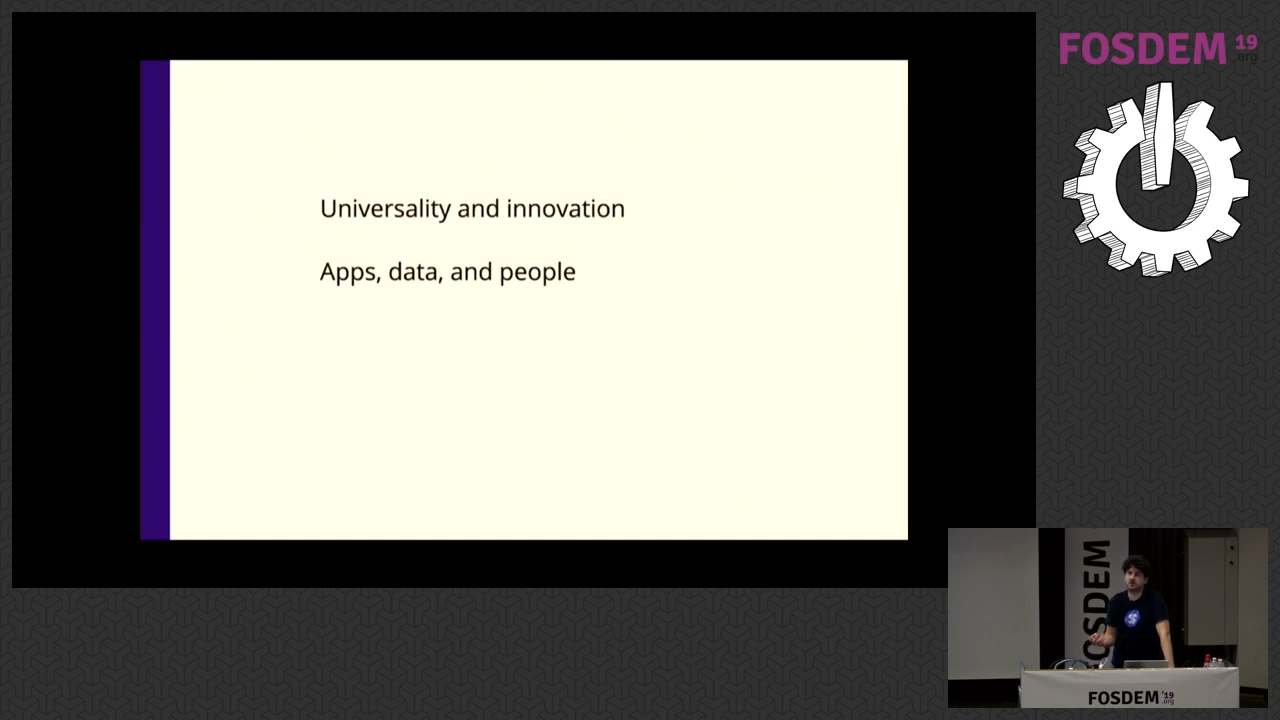 Universality and innovation
Apps, data, and people
FOSDEM '19
.org
FOSDEM
FOSDEM '19
.org